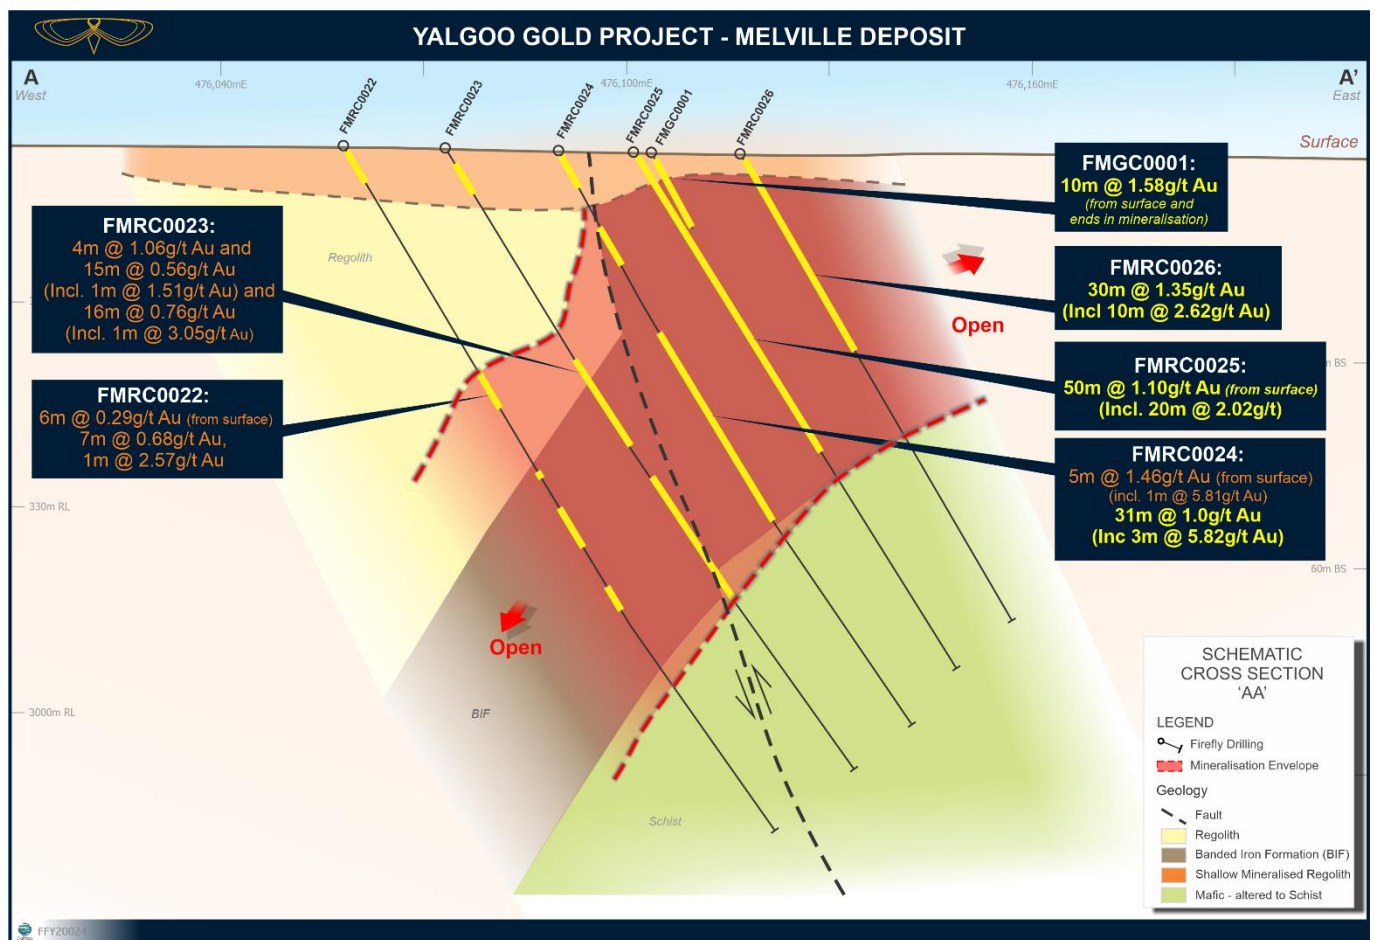 YALGOO GOLD PROJECT - MELVILLE DEPOSIT
A
West
476,040mE
476,100mE
476,160mE
A'
East
FMRC0022
FMRC0023
FMRC0024
FMRC0025
FMGC0001
FMRC0026
Surface
FMGC0001:
10m @ 1.58g/t Au
(from surface and
ends in mineralisation)
FMRC0023:
4m @ 1.06g/t Au and
15m @ 0.56g/t Au
(Incl. 1m @ 1.51g/t Au) and
16m @ 0.76g/t Au
(Incl. 1m @ 3.05g/t Au)
Regolith
FMRC0026:
30m @ 1.35g/t Au
(Incl 10m @ 2.62g/t Au)
Open
FMRC0025:
50m @ 1.10g/t Au (from surface)
(Incl. 20m @ 2.02g/t)
m BS
FMRC0022:
6m @ 0.29g/t Au (from surface)
7m @ 0.68g/t Au,
1m @ 2.57g/t Au
FMRC0024:
5m @ 1.46g/t Au (from surface)
(incl. 1m @ 5.81g/t Au)
31m @ 1.0g/t Au
(Inc 3m @ 5.82g/t Au)
330m RL
60m BS
Open
3000m RL
BIF
Schist
SCHEMATIC
CROSS SECTION
'AA'
LEGEND
Firefly Drilling
Mineralisation Envelope
Geology
Fault
Regolith
Banded Iron Formation (BIF)
Shallow Mineralised Regolith
Mafic - altered to Schist
FFY20024